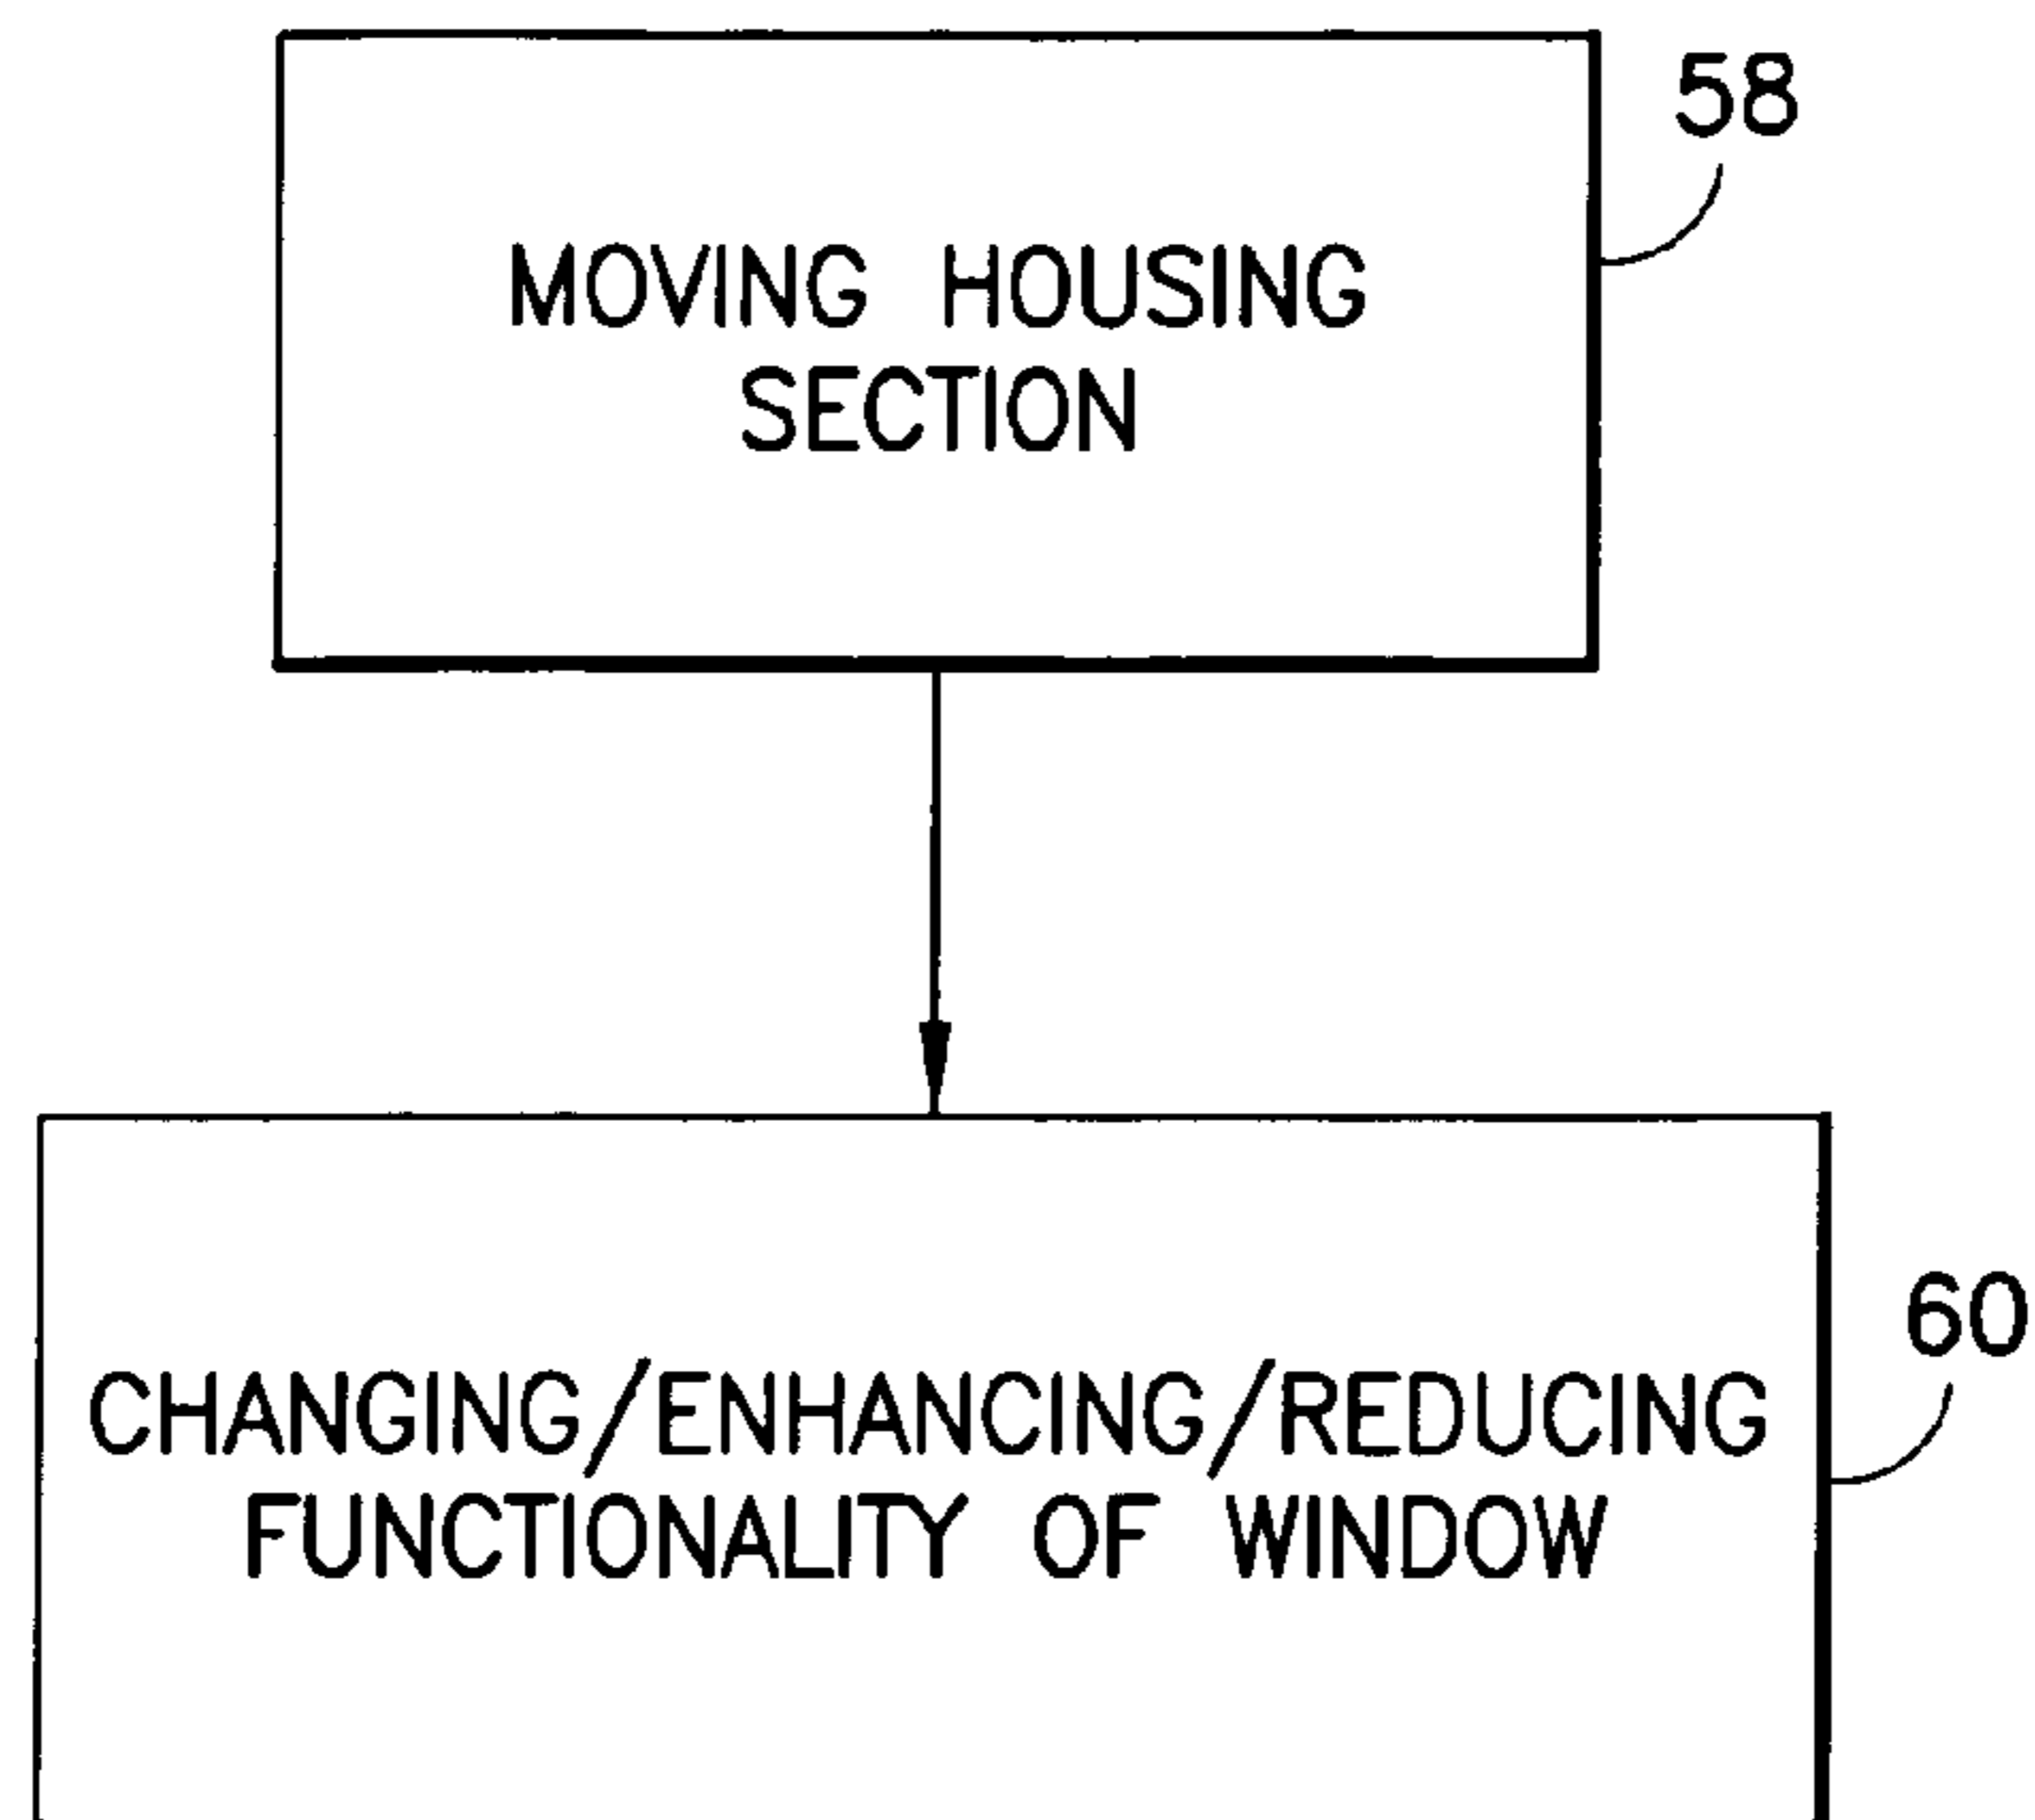 58
MOVING HOUSING
SECTION
60
CHANGING/ENHANCING/REDUCING
FUNCTIONALITY OF WINDOW